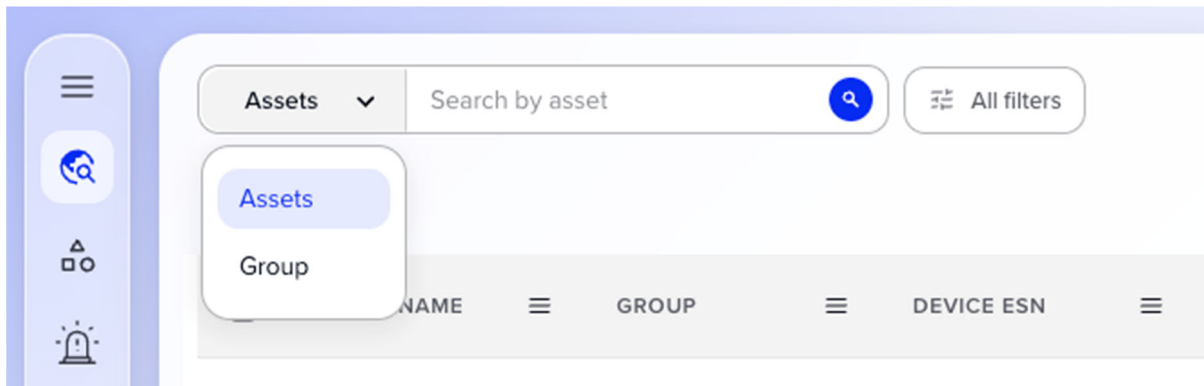 Assets
Search by asset
All filters
Assets
Group
NAME
GROUP
DEVICE ESN